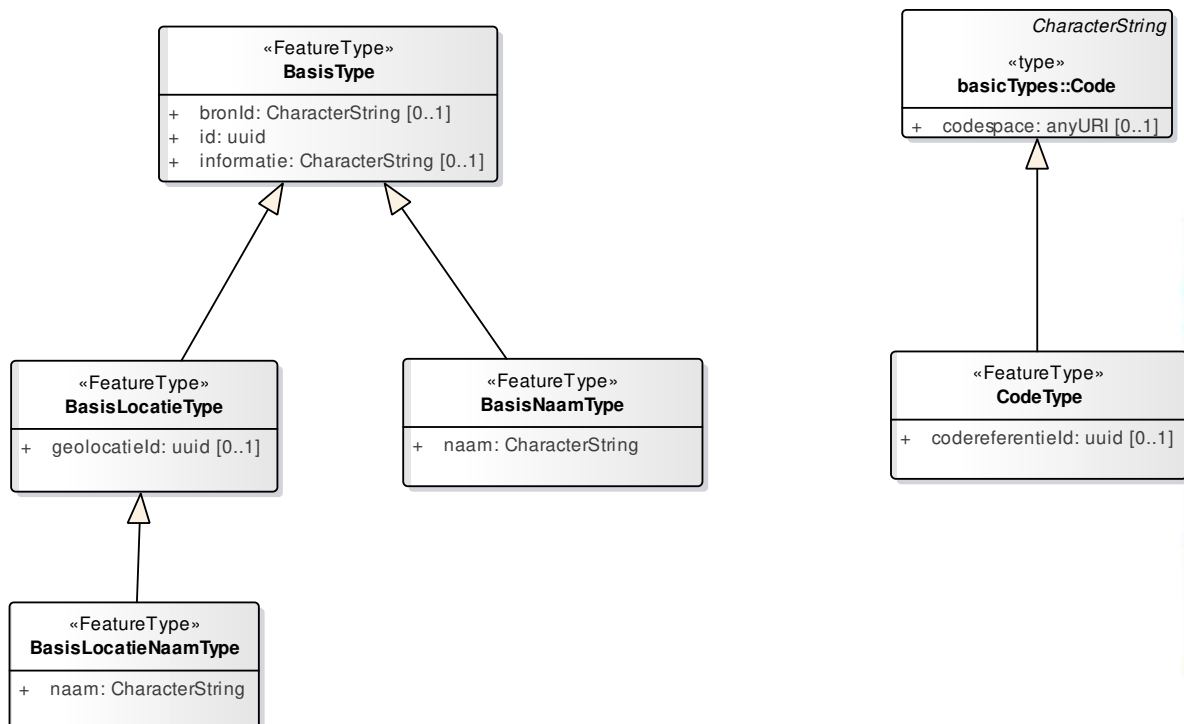 «FeatureType»
BasisType
+ bronId: CharacterString [0..1]
+ id: uuid
+ informatie: CharacterString [0..1]
CharacterString
«type»
basicTypes::Code
+ codespace: anyURI [0..1]
«FeatureType»
BasisLocatieType
+ geolocatieId: uuid [0..1]
«FeatureType»
BasisNaamType
+ naam: CharacterString
«FeatureType»
CodeType
+ codereferentieId: uuid [0..1]
«FeatureType»
BasisLocatieNaamType
+ naam: CharacterString